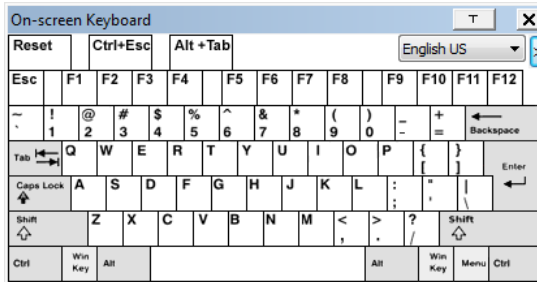 On-screen Keyboard T X
Reset Ctrl+Esc Alt +Tab English US >
Esc F1 F2 F3 F4 F5 F6 F7 F8 F9 F10 F11 F12
~ ! @ # $ % ^ & * ( ) _ +
` 1 2 3 4 5 6 7 8 9 0 - = Backspace
Tab Q W E R T Y U I O P { }
[ ] Enter
Caps Lock A S D F G H J K L : " |
; ' \
Shift Z X C V B N M < > ? Shift
, . /
Ctrl Win Key Alt Alt Win Key Menu Ctrl